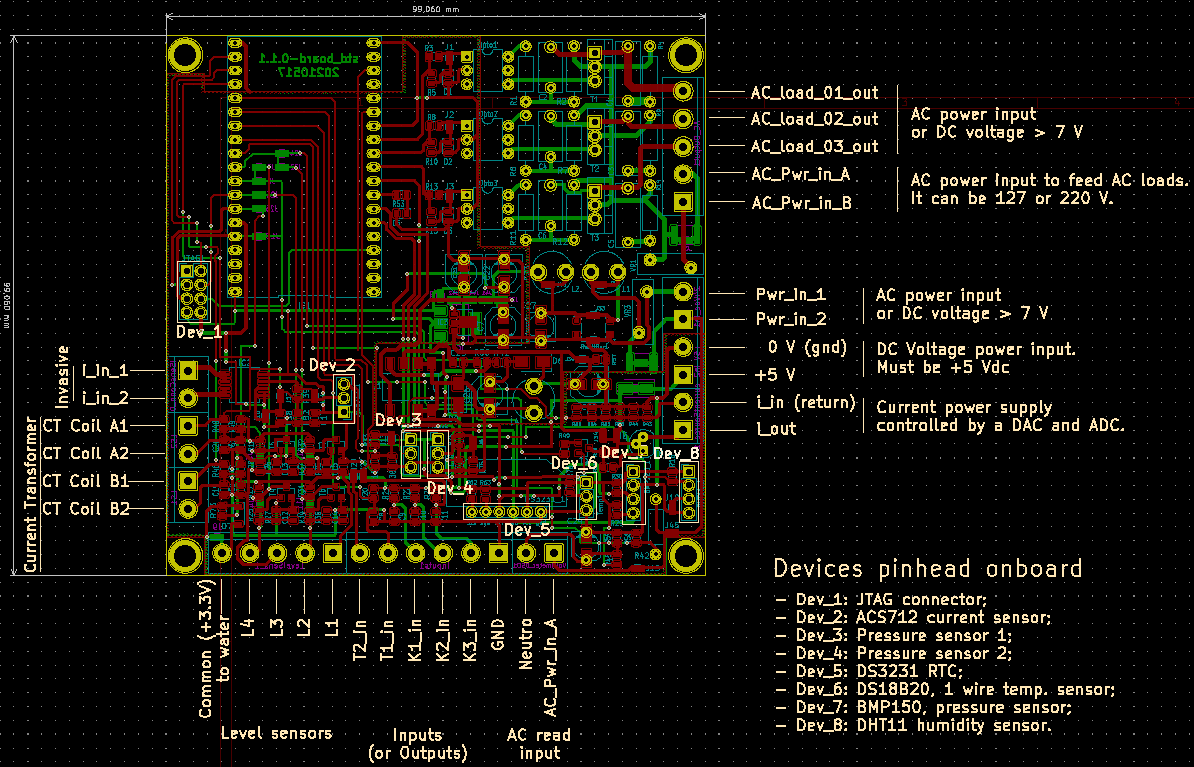 99,060 mm
99,060 mm
std_board-0.1.1
20210517
AC_load_01_out
AC_load_02_out
AC_load_03_out
AC_Pwr_in_A
AC_Pwr_in_B
AC power input
or DC voltage > 7 V
AC power input to feed AC loads.
It can be 127 or 220 V.
Pwr_in_1
Pwr_in_2
AC power input
or DC voltage > 7 V
0 V (gnd)
+5 V
DC Voltage power input.
Must be +5 Vdc
i_in (return)
I_out
Current power supply
controlled by a DAC and ADC.
Invasive
I_in_1
i_in_2
Current Transformer
CT Coil A1
CT Coil A2
CT Coil B1
CT Coil B2
Dev_1
Dev_2
Dev_3
Dev_4
Dev_5
Dev_6
Dev_8
Common (+3.3V)
to water
L4
L3
L2
L1
T2_In
T1_in
K1_in
K2_in
K3_in
GND
Neutro
AC_Pwr_In_A
Level sensors
Inputs
(or Outputs)
AC read
input
Devices pinhead onboard
- Dev_1: JTAG connector;
- Dev_2: ACS712 current sensor;
- Dev_3: Pressure sensor 1;
- Dev_4: Pressure sensor 2;
- Dev_5: DS3231 RTC;
- Dev_6: DS18B20, 1 wire temp. sensor;
- Dev_7: BMP150, pressure sensor;
- Dev_8: DHT11 humidity sensor.